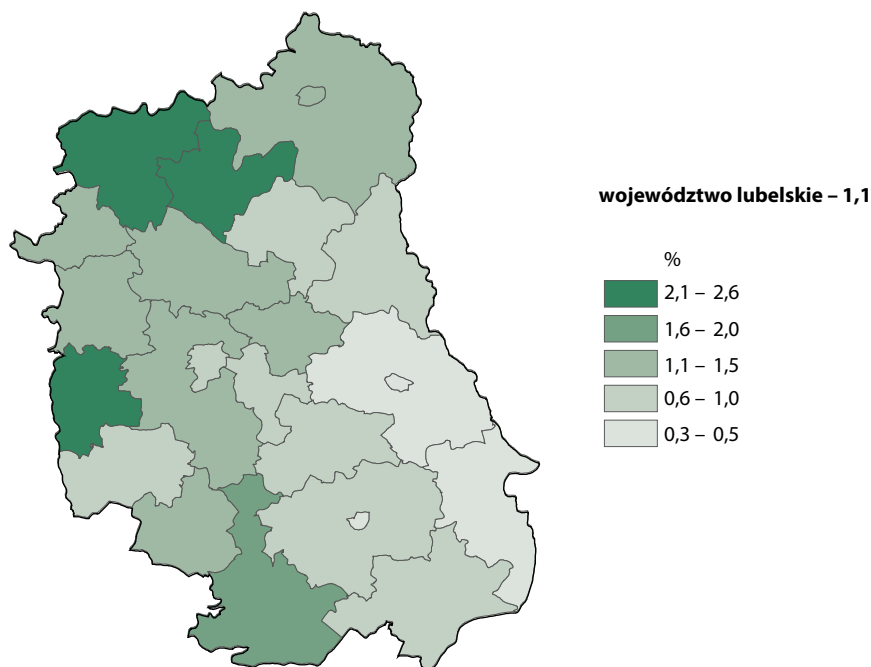 województwo lubelskie – 1,1
%
2,1 – 2,6
1,6 – 2,0
1,1 – 1,5
0,6 – 1,0
0,3 – 0,5